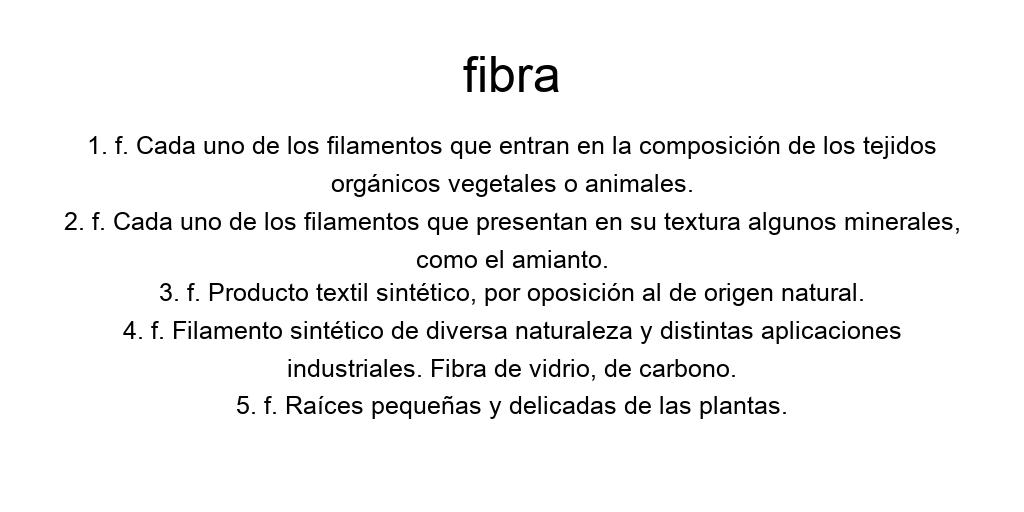 fibra
1. f. Cada uno de los filamentos que entran en la composición de los tejidos
orgánicos vegetales o animales.
2. f. Cada uno de los filamentos que presentan en su textura algunos minerales,
como el amianto.
3. f. Producto textil sintético, por oposición al de origen natural.
4. f. Filamento sintético de diversa naturaleza y distintas aplicaciones
industriales. Fibra de vidrio, de carbono.
5. f. Raíces pequeñas y delicadas de las plantas.